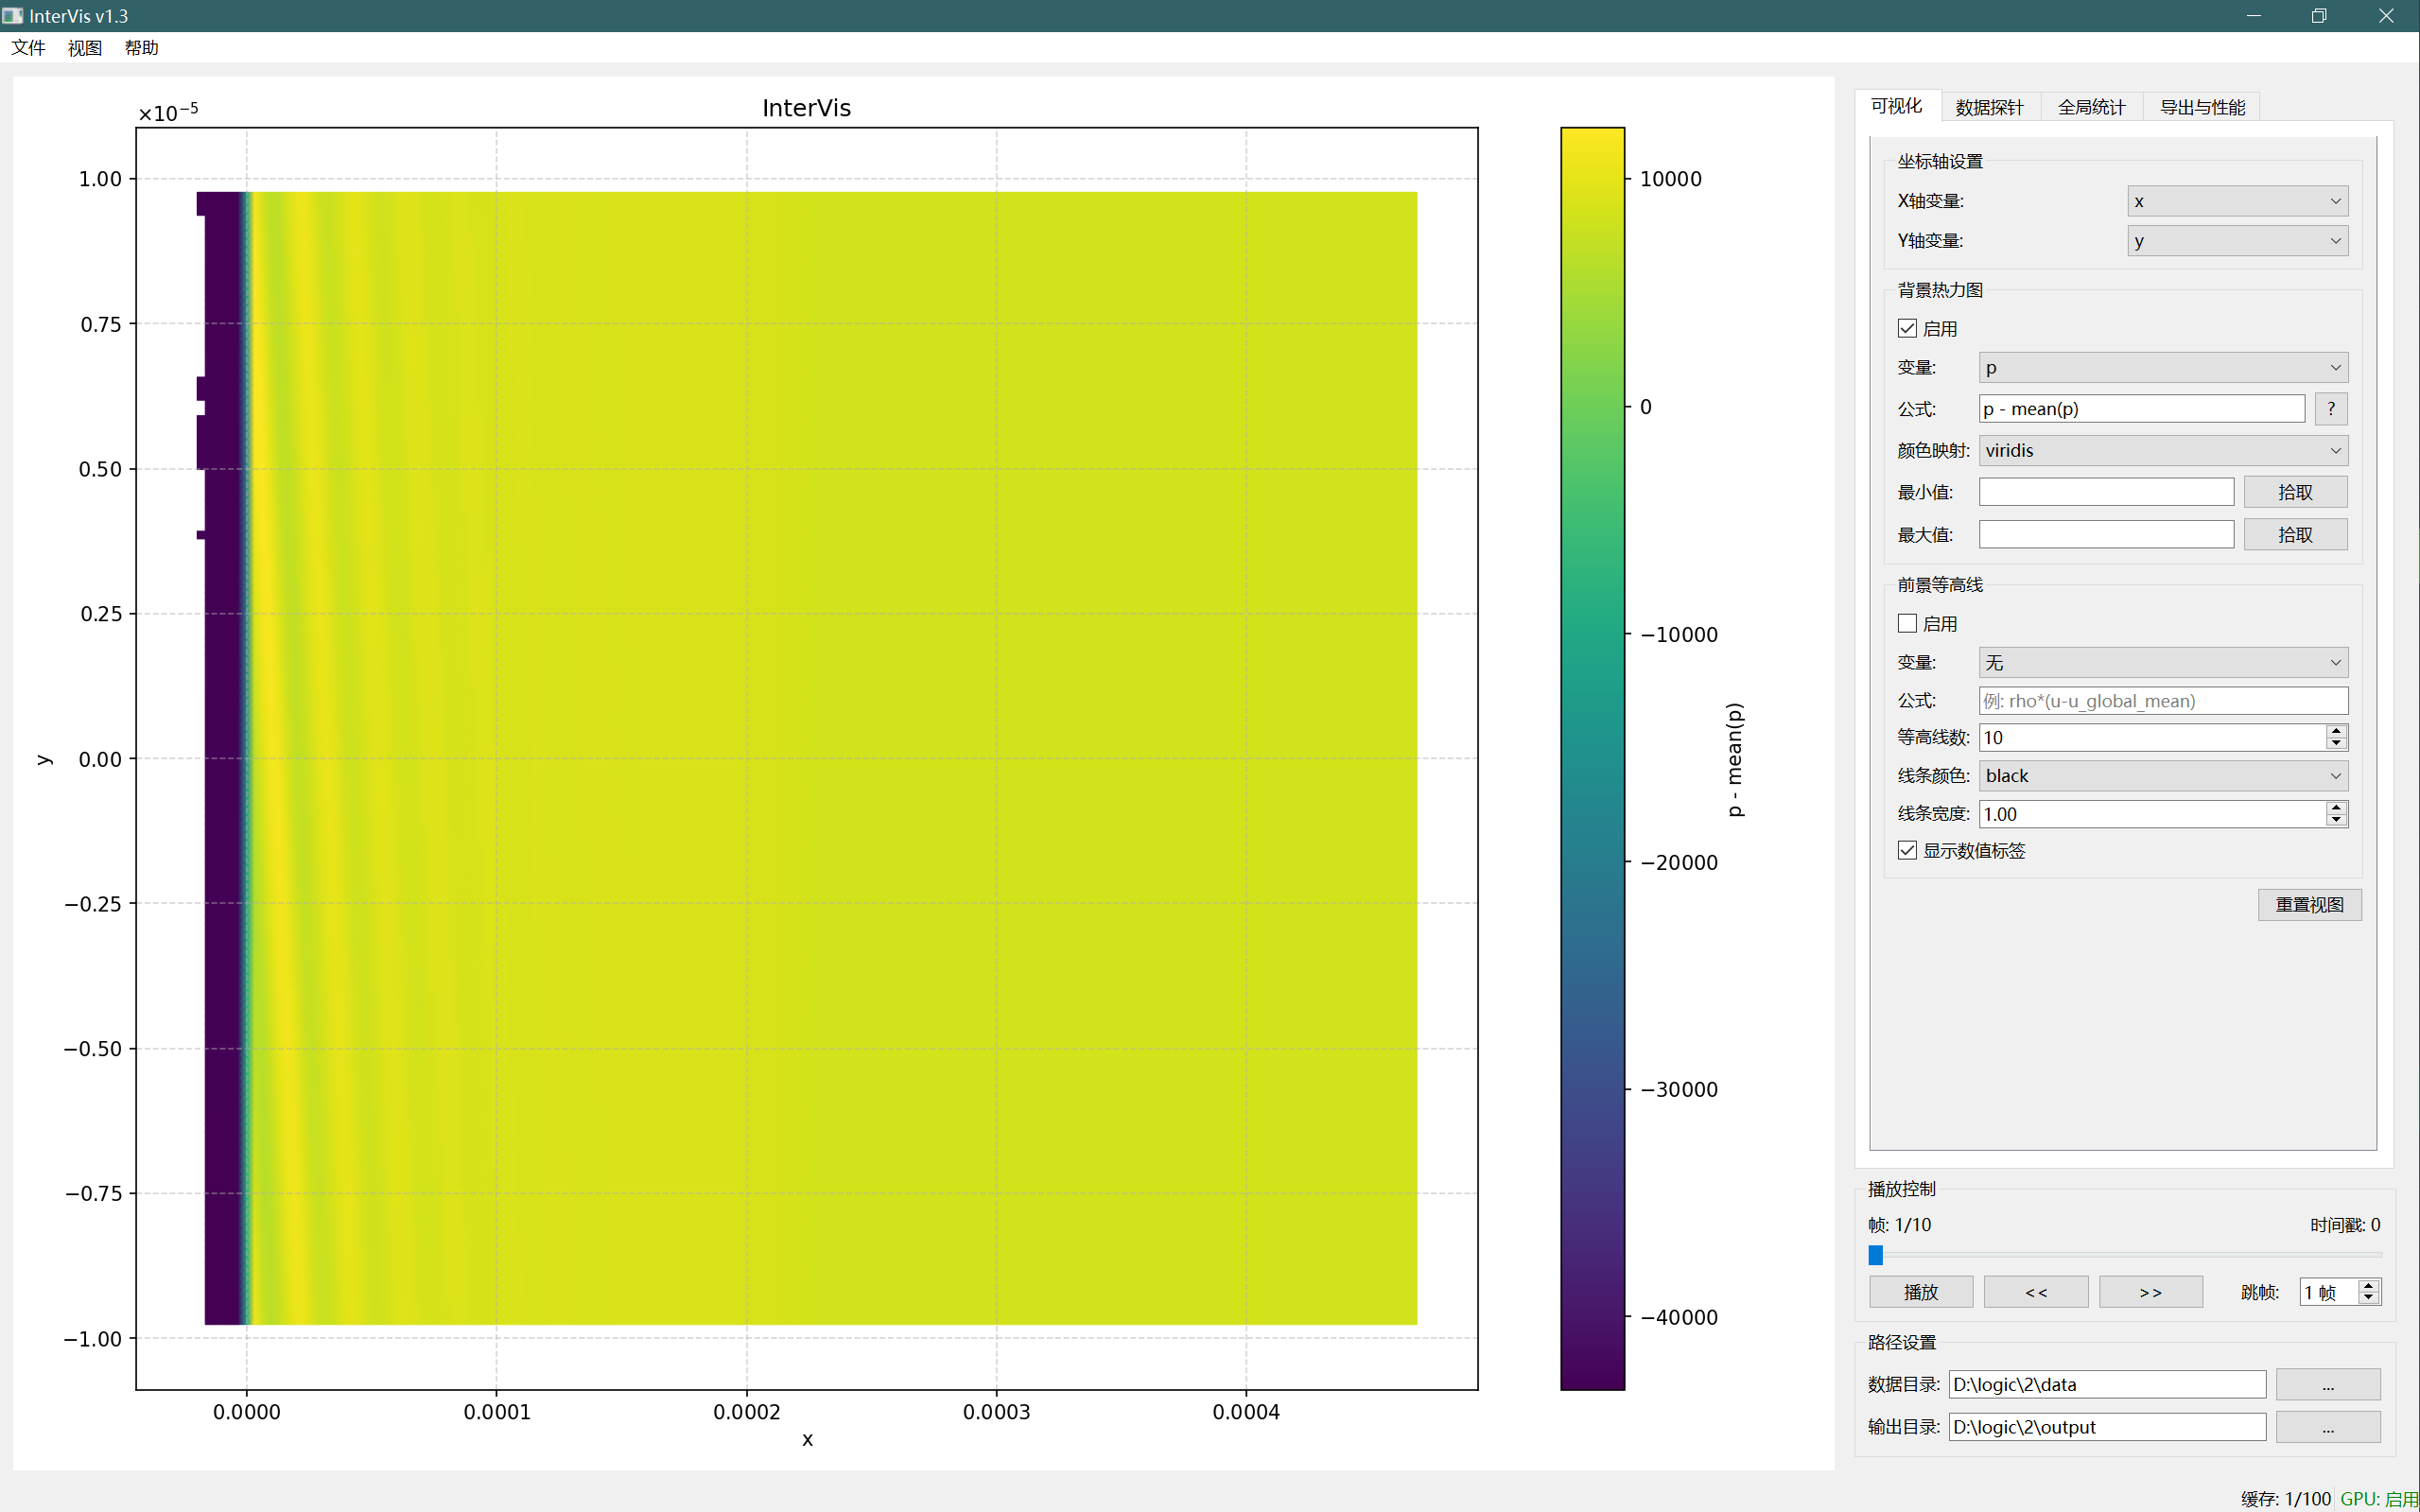 InterVis v1.3
文件 视图 帮助
×10⁻⁵
InterVis
1.00
0.75
0.50
0.25
0.00
−0.25
−0.50
−0.75
−1.00
y
0.0000 0.0001 0.0002 0.0003 0.0004
x
10000
0
−10000
−20000
−30000
−40000
p - mean(p)
可视化 数据探针 全局统计 导出与性能
坐标轴设置
X轴变量: x
Y轴变量: y
背景热力图
启用
变量: p
公式: p - mean(p) ?
颜色映射: viridis
最小值: 拾取
最大值: 拾取
前景等高线
启用
变量: 无
公式: 例: rho*(u-u_global_mean)
等高线数: 10
线条颜色: black
线条宽度: 1.00
显示数值标签
重置视图
播放控制
帧: 1/10 时间戳: 0
播放 << >> 跳帧: 1 帧
路径设置
数据目录: D:\logic\2\data ...
输出目录: D:\logic\2\output ...
缓存: 1/100 GPU: 启用